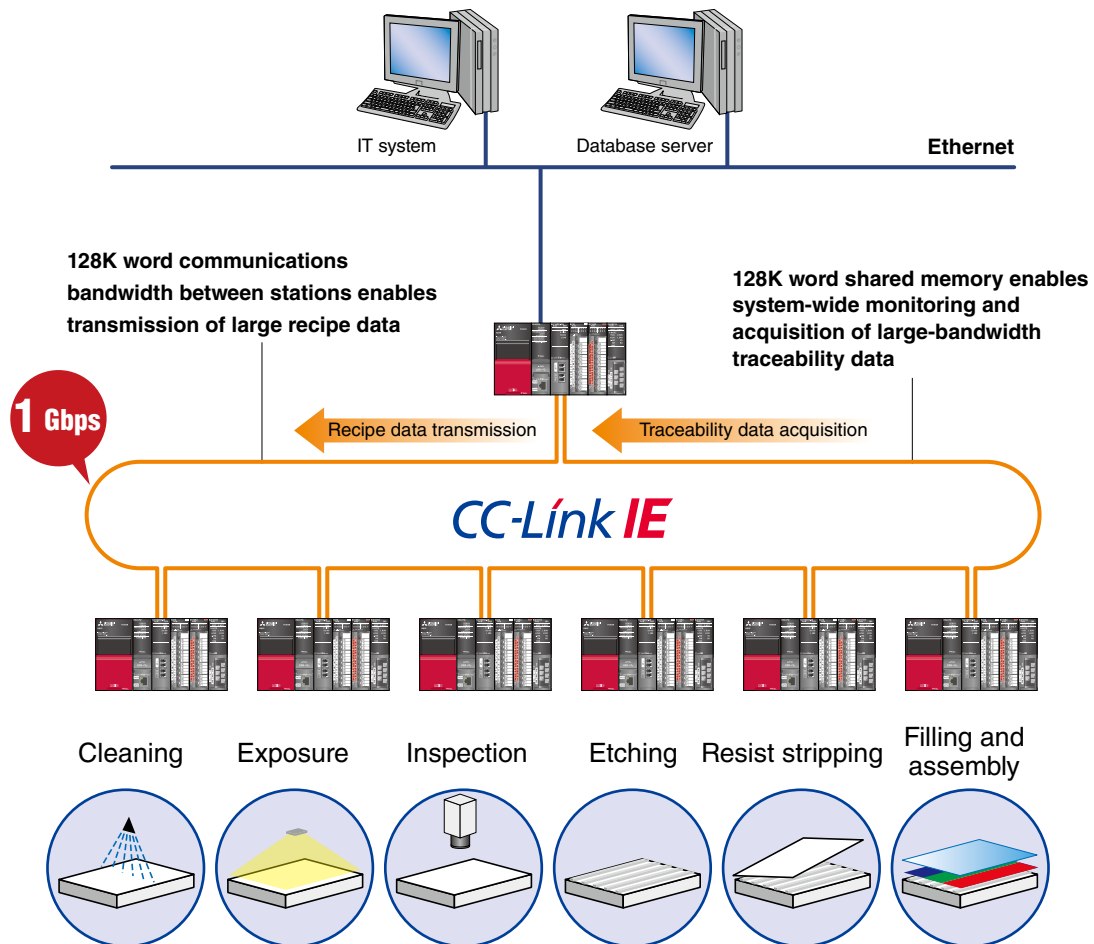 IT system
Database server
Ethernet
128K word communications
bandwidth between stations enables
transmission of large recipe data
128K word shared memory enables
system-wide monitoring and
acquisition of large-bandwidth
traceability data
1 Gbps
Recipe data transmission
Traceability data acquisition
CC-Link IE
Cleaning
Exposure
Inspection
Etching
Resist stripping
Filling and
assembly